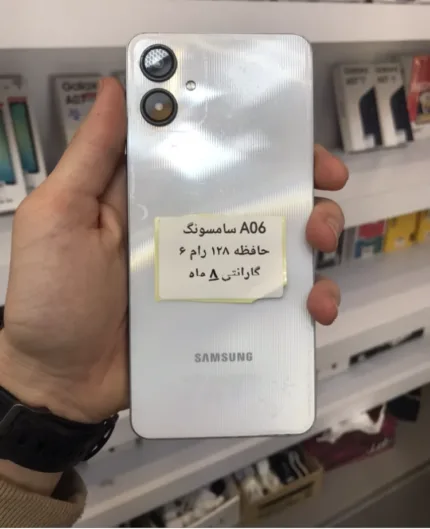 A06 سامسونگ
حافظه ۱۲۸ رام ۶
گارانتی ۸ ماه
SAMSUNG